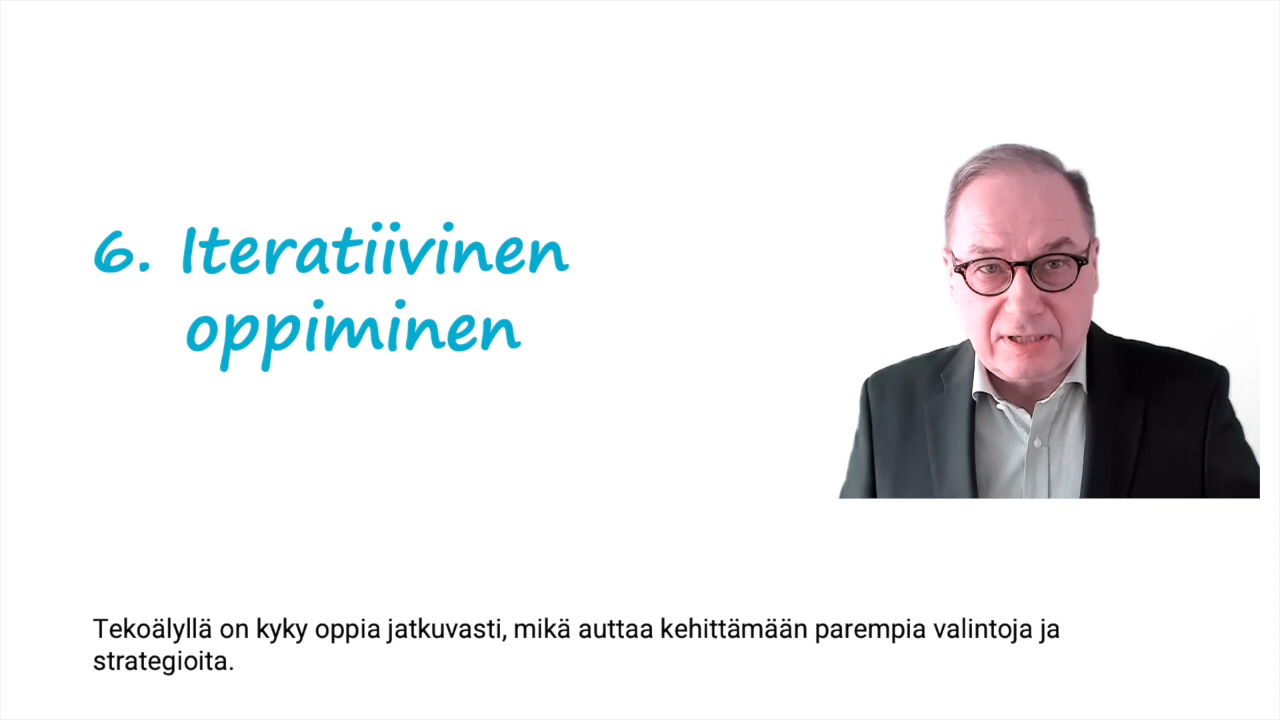 6. Iteratiivinen
oppiminen
Tekoälyllä on kyky oppia jatkuvasti, mikä auttaa kehittämään parempia valintoja ja
strategioita.